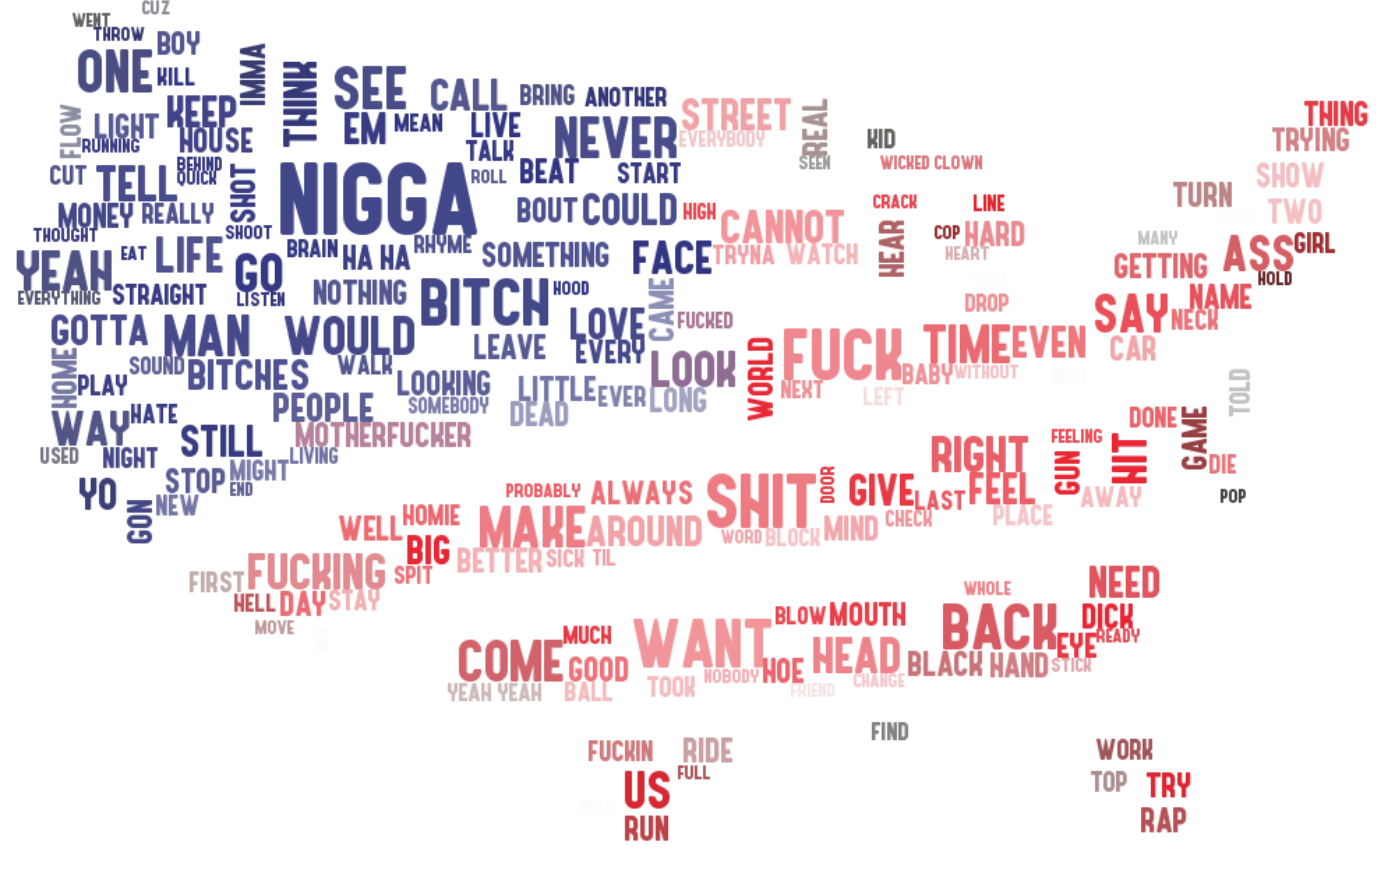 WENT
CUZ
THROW
BOY
ONE
KILL
IMMA
THINK
SEE
CALL
BRING
ANOTHER
FLOW
LIGHT
KEEP
RUNNING
HOUSE
EM
MEAN
LIVE
TALK
NEVER
STREET
EVERYBODY
REAL
SEEN
KID
WICKED CLOWN
THING
TRYING
SHOW
TWO
TURN
CUT
TELL
BEHIND
QUICK
SHOT
NIGGA
ROLL
BEAT
START
MONEY
REALLY
SHOOT
BOUT
COULD
HIGH
CANNOT
CRACK
LINE
HEAR
COP
HARD
HEART
MANY
ASS
GIRL
THOUGHT
YEAH
EAT
LIFE
GO
BRAIN
HA HA
RHYME
SOMETHING
FACE
TRYNA
WATCH
GETTING
HOLD
EVERYTHING
STRAIGHT
LISTEN
NOTHING
BITCH
HOOD
CAME
FUCKED
DROP
SAY
NAME
NECK
GOTTA
MAN
WOULD
LEAVE
LOVE
EVERY
LOOK
WORLD
FUCK
TIME
EVEN
CAR
HOME
PLAY
SOUND
BITCHES
WALK
LOOKING
SOMEBODY
LITTLE
EVER
LONG
NEXT
BABY
WITHOUT
BEST
LEFT
TOLD
WAY
HATE
PEOPLE
DEAD
STILL
MOTHERFUCKER
USED
NIGHT
MIGHT
LIVING
DONE
GAME
DIE
RIGHT
FEELING
GUN
HIT
YO
STOP
END
NEW
GON
PROBABLY
ALWAYS
SHIT
DOOR
GIVE
LAST
FEEL
AWAY
POP
WELL
HOMIE
MAKE
AROUND
WORD
BLOCK
MIND
CHECK
PLACE
BIG
BETTER
SICK
TIL
FIRST
FUCKING
SPIT
HELL
DAY
STAY
MOVE
WHOLE
NEED
COME
MUCH
GOOD
WANT
BLOW
MOUTH
BACK
DICK
EYE
READY
YEAH YEAH
BALL
TOOK
NOBODY
HOE
HEAD
BLACK
HAND
STICK
FRIEND
CHANGE
FIND
FUCKIN
RIDE
FULL
US
RUN
WORK
TOP
TRY
RAP